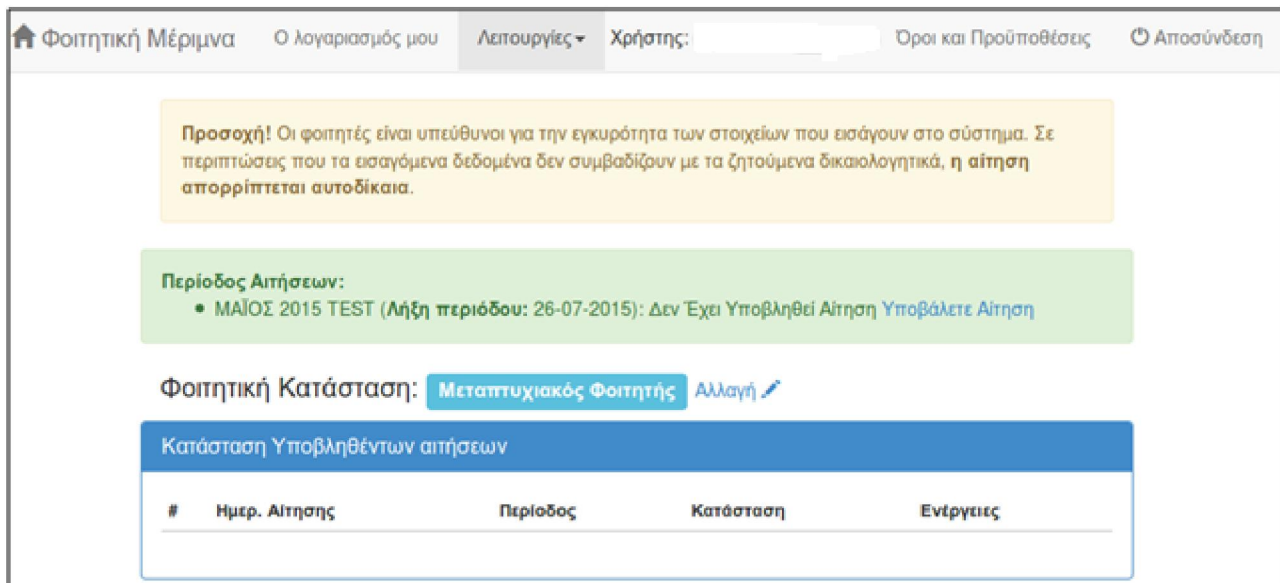 Φοιτητική Μέριμνα Ο λογαριασμός μου Λειτουργίες Χρήστης: Όροι και Προϋποθέσεις Αποσύνδεση
Προσοχή! Οι φοιτητές είναι υπεύθυνοι για την εγκυρότητα των στοιχείων που εισάγουν στο σύστημα. Σε
περιπτώσεις που τα εισαγόμενα δεδομένα δεν συμβαδίζουν με τα ζητούμενα δικαιολογητικά, η αίτηση
απορρίπτεται αυτοδίκαια.
Περίοδος Αιτήσεων:
• ΜΑΪΟΣ 2015 TEST (Λήξη περιόδου: 26-07-2015): Δεν Έχει Υποβληθεί Αίτηση Υποβάλετε Αίτηση
Φοιτητική Κατάσταση: Μεταπτυχιακός Φοιτητής Αλλαγή
Κατάσταση Υποβληθέντων αιτήσεων
# Ημερ. Αίτησης Περίοδος Κατάσταση Ενέργειες